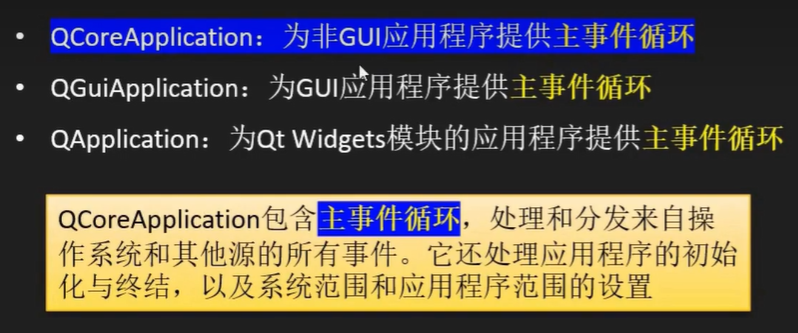 • QCoreApplication：为非GUI应用程序提供主事件循环
• QGuiApplication：为GUI应用程序提供主事件循环
• QApplication：为Qt Widgets模块的应用程序提供主事件循环
QCoreApplication包含主事件循环，处理和分发来自操
作系统和其他源的所有事件。它还处理应用程序的初始
化与终结，以及系统范围和应用程序范围的设置